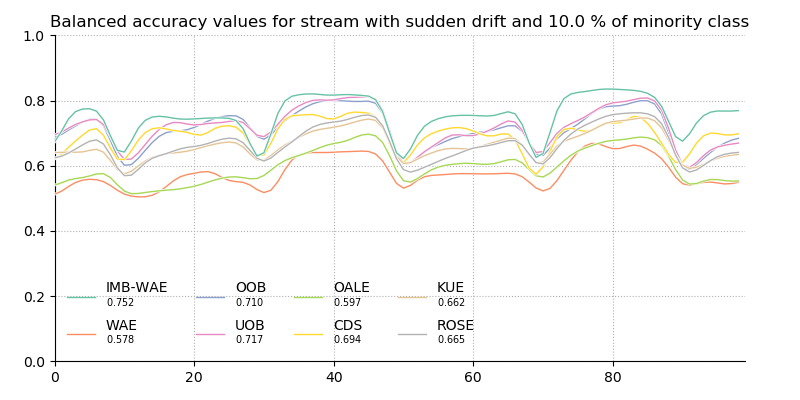 Balanced accuracy values for stream with sudden drift and 10.0 % of minority class
1.0
0.8
0.6
0.4
0.2
IMB-WAE OOB OALE KUE
0.752 0.710 0.597 0.662
WAE UOB CDS ROSE
0.578 0.717 0.694 0.665
0.0
0 20 40 60 80